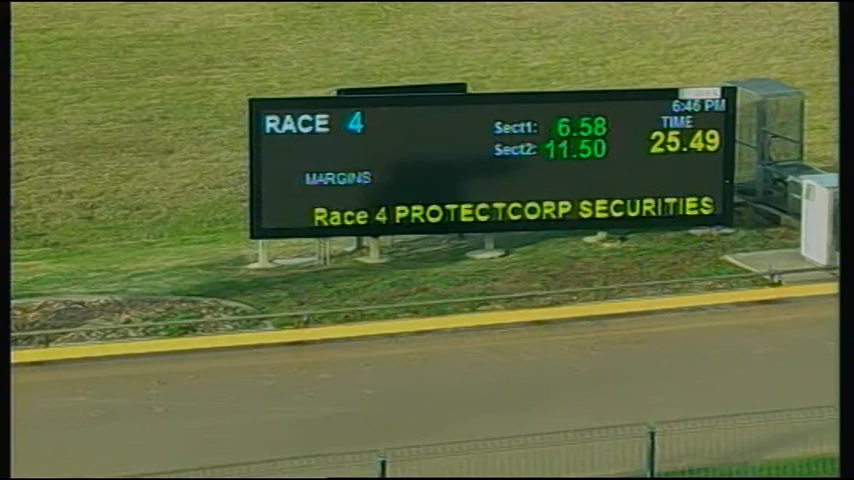 6:46 PM
RACE 4 Sect1: 6.58 TIME
Sect2: 11.50 25.49
MARGINS
Race 4 PROTECTCORP SECURITIES